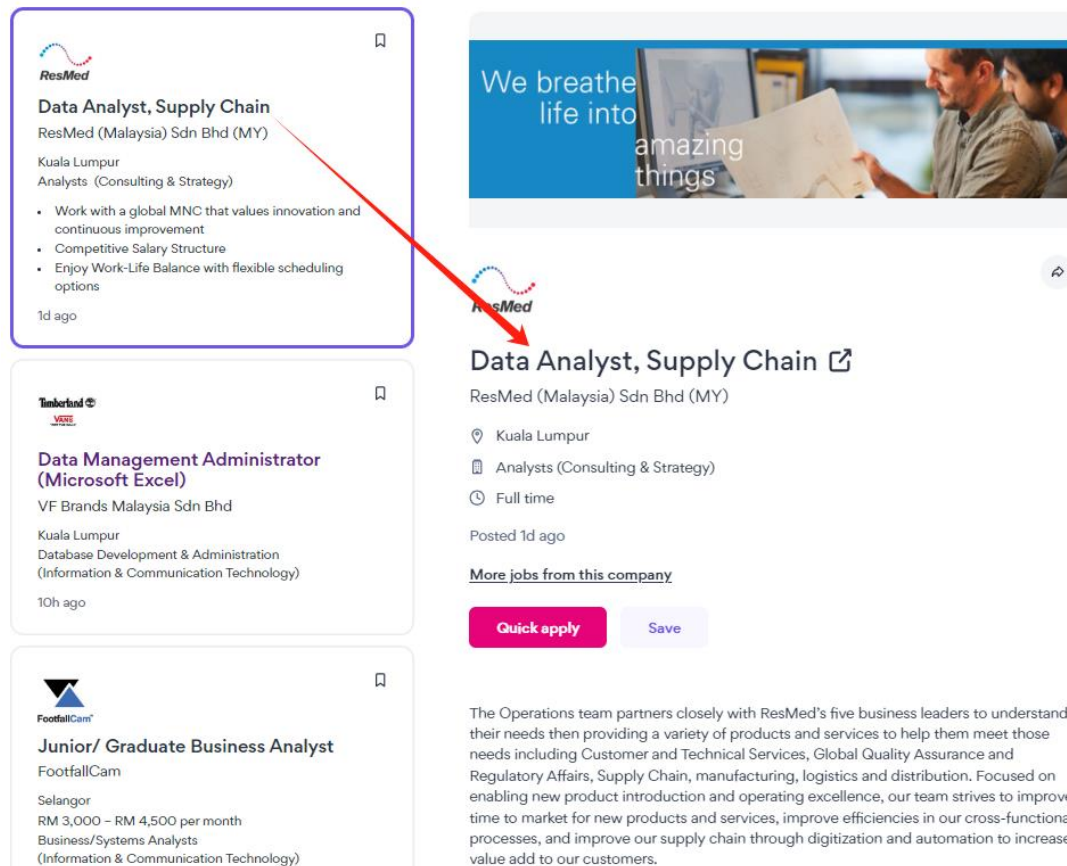 ResMed
Data Analyst, Supply Chain
ResMed (Malaysia) Sdn Bhd (MY)
Kuala Lumpur
Analysts (Consulting & Strategy)
• Work with a global MNC that values innovation and
continuous improvement
• Competitive Salary Structure
• Enjoy Work-Life Balance with flexible scheduling
options
1d ago
Timberland
VANS
Data Management Administrator
(Microsoft Excel)
VF Brands Malaysia Sdn Bhd
Kuala Lumpur
Database Development & Administration
(Information & Communication Technology)
10h ago
FootfallCam
Junior/ Graduate Business Analyst
FootfallCam
Selangor
RM 3,000 – RM 4,500 per month
Business/Systems Analysts
(Information & Communication Technology)
We breathe
life into
amazing
things
ResMed
Data Analyst, Supply Chain
ResMed (Malaysia) Sdn Bhd (MY)
Kuala Lumpur
Analysts (Consulting & Strategy)
Full time
Posted 1d ago
More jobs from this company
Quick apply
Save
The Operations team partners closely with ResMed's five business leaders to understand
their needs then providing a variety of products and services to help them meet those
needs including Customer and Technical Services, Global Quality Assurance and
Regulatory Affairs, Supply Chain, manufacturing, logistics and distribution. Focused on
enabling new product introduction and operating excellence, our team strives to improve
time to market for new products and services, improve efficiencies in our cross-functiona
processes, and improve our supply chain through digitization and automation to increase
value add to our customers.